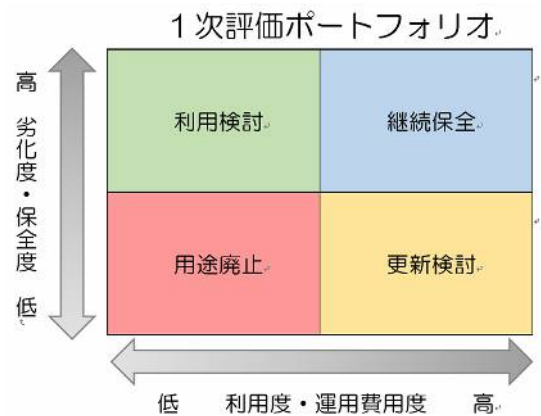 1次評価ポートフォリオ
高 劣化度・保全度 低
利用検討
継続保全
用途廃止
更新検討
低 利用度・運用費用度 高